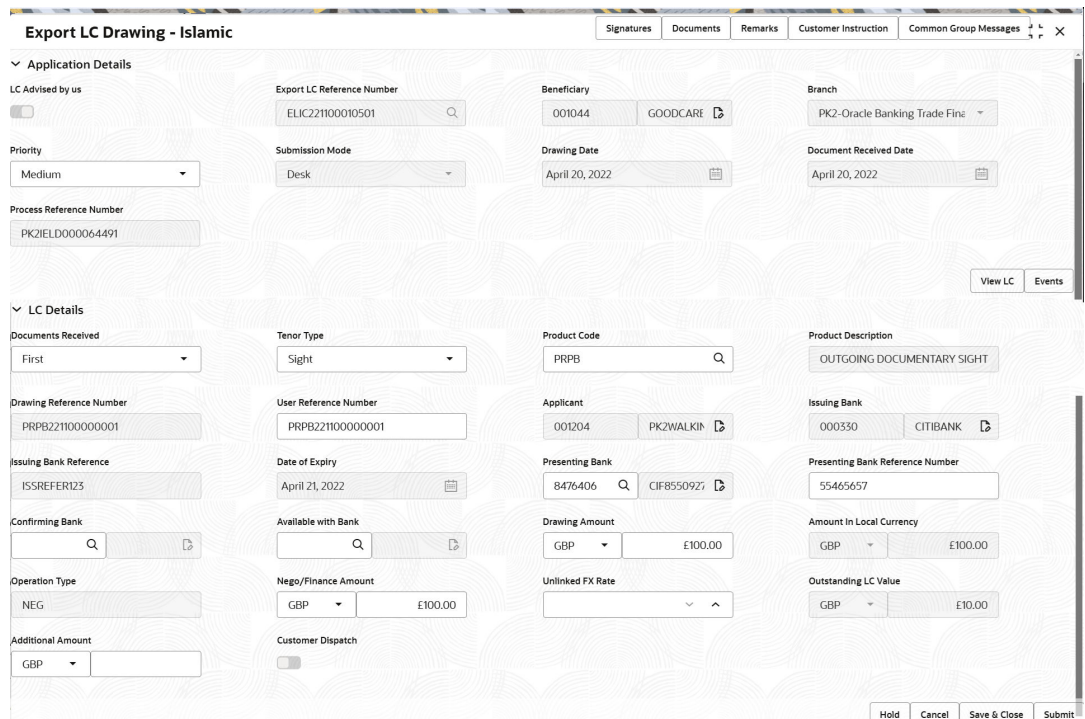 Export LC Drawing - Islamic
Signatures Documents Remarks Customer Instruction Common Group Messages
Application Details
LC Advised by us Export LC Reference Number Beneficiary Branch
ELIC221100010501 001044 GOODCARE PK2-Oracle Banking Trade Fina
Priority Submission Mode Drawing Date Document Received Date
Medium Desk April 20, 2022 April 20, 2022
Process Reference Number
PK2IELD000064491
View LC Events
LC Details
Documents Received Tenor Type Product Code Product Description
First Sight PRPB OUTGOING DOCUMENTARY SIGHT
Drawing Reference Number User Reference Number Applicant Issuing Bank
PRPB221100000001 PRPB221100000001 001204 PK2WALKIN 000330 CITIBANK
Issuing Bank Reference Date of Expiry Presenting Bank Presenting Bank Reference Number
ISSREFER123 April 21, 2022 8476406 CIF8550927 55465657
Confirming Bank Available with Bank Drawing Amount Amount In Local Currency
GBP £100.00 GBP £100.00
Operation Type Nego/Finance Amount Unlinked FX Rate Outstanding LC Value
NEG GBP £100.00 GBP £10.00
Additional Amount Customer Dispatch
GBP
Hold Cancel Save & Close Submit